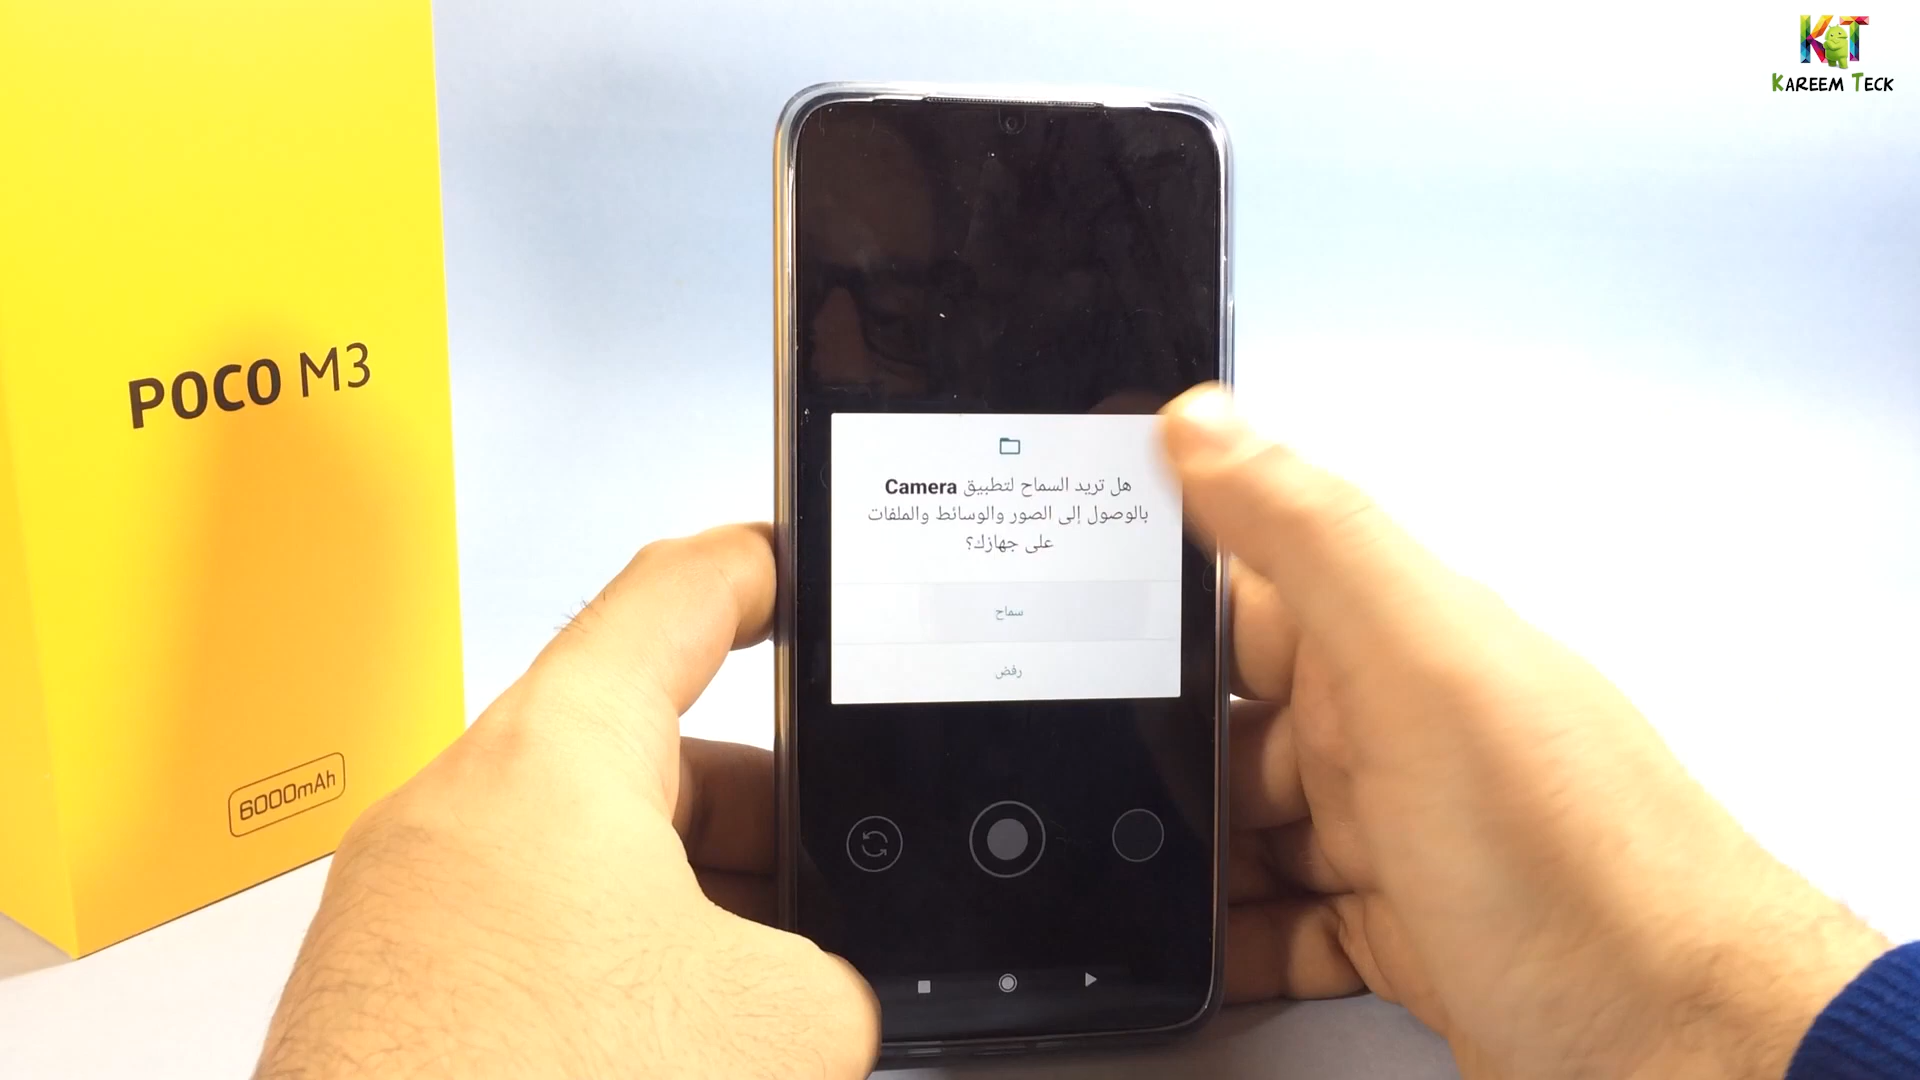 KT
KAREEM TECK
POCO M3
6000mAh
هل تريد السماح لتطبيق Camera
بالوصول إلى الصور والوسائط والملفات
على جهازك؟
سماح
رفض